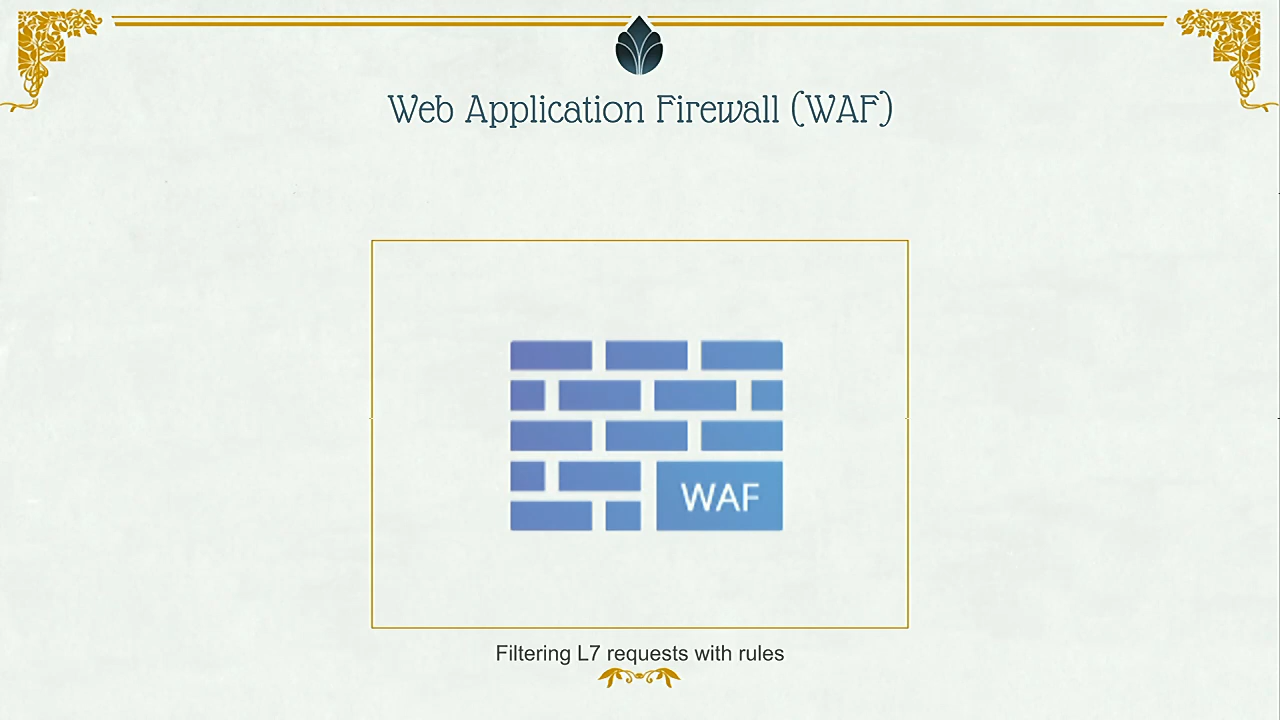 Web Application Firewall (WAF)
WAF
Filtering L7 requests with rules